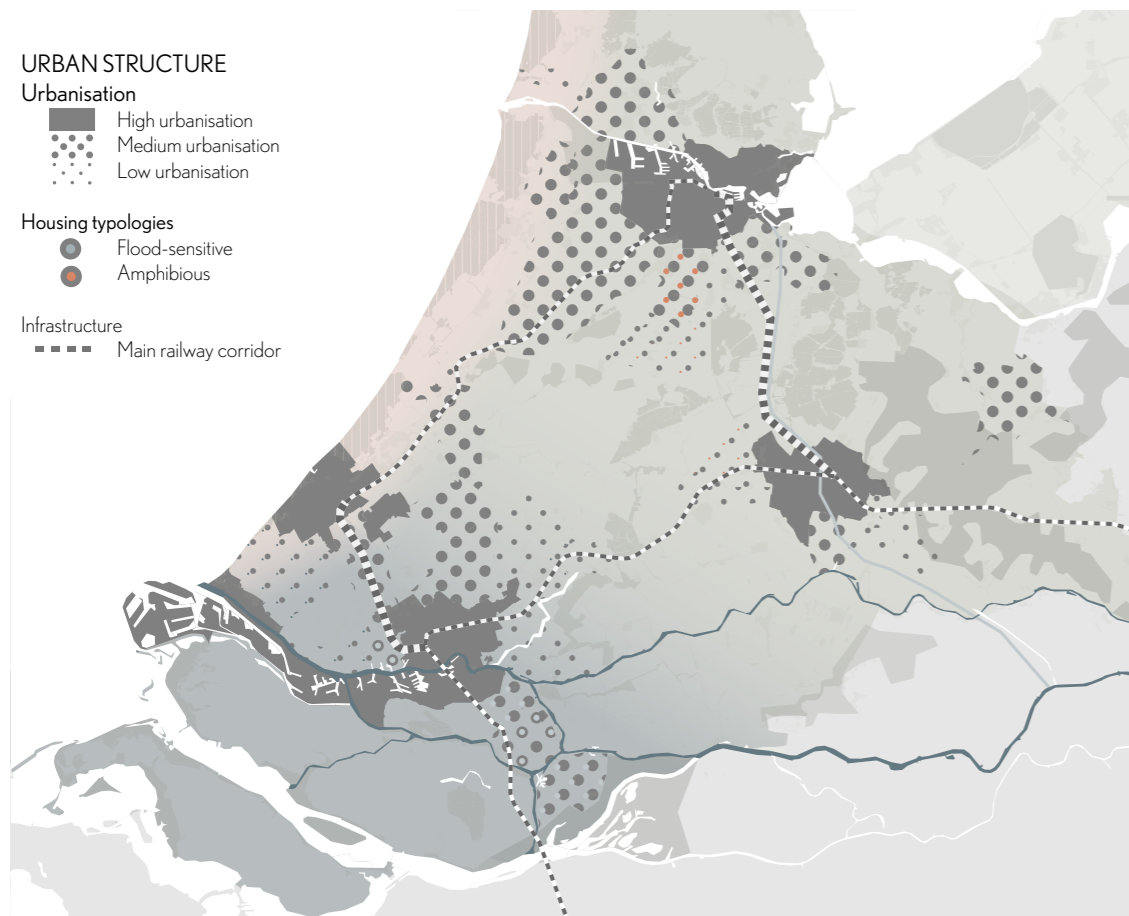 URBAN STRUCTURE
Urbanisation
High urbanisation
Medium urbanisation
Low urbanisation
Housing typologies
Flood-sensitive
Amphibious
Infrastructure
Main railway corridor